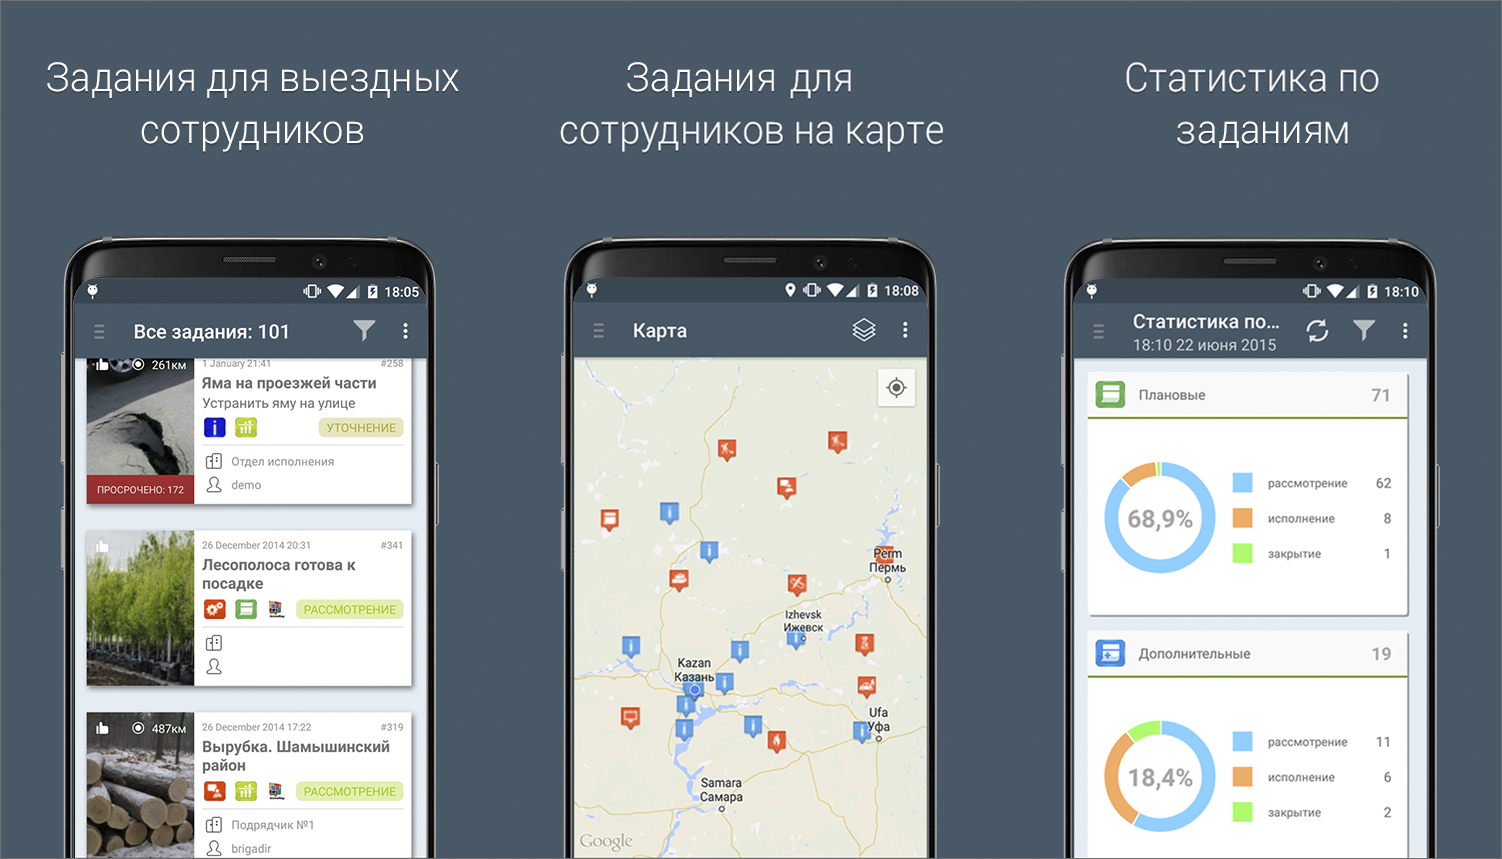 Задания для выездных
сотрудников
18:05
Все задания: 101
261км
1 January 21:41
#258
Яма на проезжей части
Устранить яму на улице
УТОЧНЕНИЕ
Отдел исполнения
demo
ПРОСРОЧЕНО: 172
26 December 2014 20:31
#341
Лесополоса готова к
посадке
РАССМОТРЕНИЕ
487км
26 December 2014 17:22
#319
Вырубка. Шамышинский
район
РАССМОТРЕНИЕ
Подрядчик №1
brigadir
Задания для
сотрудников на карте
18:08
Карта
Perm
Пермь
Izhevsk
Ижевск
Kazan
Казань
Ufa
Уфа
Samara
Самара
Google
Статистика по
заданиям
18:10
Статистика по...
18:10 22 июня 2015
Плановые 71
68,9%
рассмотрение 62
исполнение 8
закрытие 1
Дополнительные 19
18,4%
рассмотрение 11
исполнение 6
закрытие 2